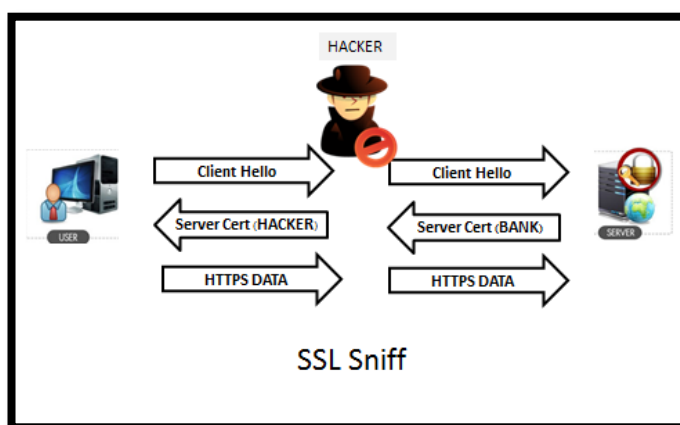 HACKER
Client Hello
Client Hello
Server Cert (HACKER)
Server Cert (BANK)
USER
SERVER
HTTPS DATA
HTTPS DATA
SSL Sniff